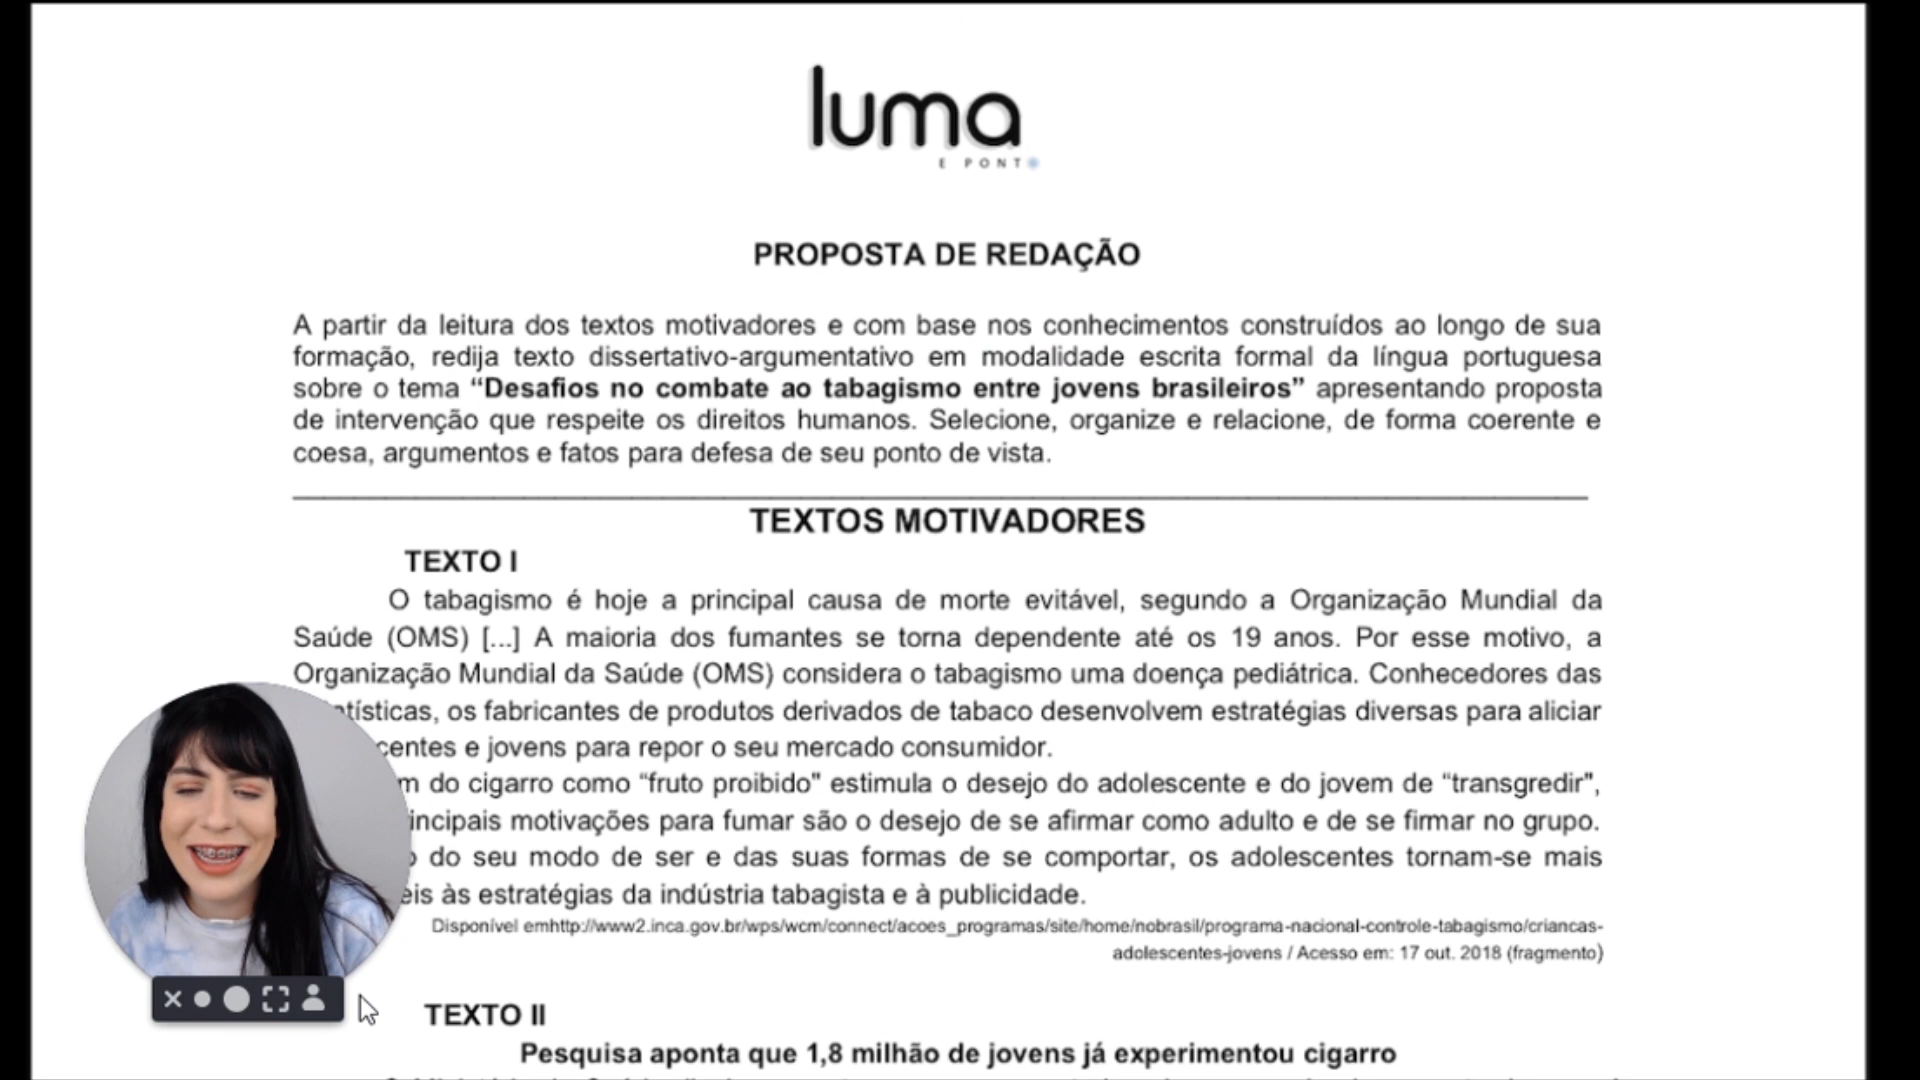 luma
E PONTO
PROPOSTA DE REDAÇÃO
A partir da leitura dos textos motivadores e com base nos conhecimentos construídos ao longo de sua
formação, redija texto dissertativo-argumentativo em modalidade escrita formal da língua portuguesa
sobre o tema “Desafios no combate ao tabagismo entre jovens brasileiros” apresentando proposta
de intervenção que respeite os direitos humanos. Selecione, organize e relacione, de forma coerente e
coesa, argumentos e fatos para defesa de seu ponto de vista.
TEXTOS MOTIVADORES
TEXTO I
O tabagismo é hoje a principal causa de morte evitável, segundo a Organização Mundial da
Saúde (OMS) [...] A maioria dos fumantes se torna dependente até os 19 anos. Por esse motivo, a
Organização Mundial da Saúde (OMS) considera o tabagismo uma doença pediátrica. Conhecedores das
os fabricantes de produtos derivados de tabaco desenvolvem estratégias diversas para aliciar
e jovens para repor o seu mercado consumidor.
do cigarro como “fruto proibido" estimula o desejo do adolescente e do jovem de “transgredir",
motivações para fumar são o desejo de se afirmar como adulto e de se firmar no grupo.
do seu modo de ser e das suas formas de se comportar, os adolescentes tornam-se mais
às estratégias da indústria tabagista e à publicidade.
Disponível emhttp://www2.inca.gov.br/wps/wcm/connect/acoes_programas/site/home/nobrasil/programa-nacional-controle-tabagismo/criancas-
adolescentes-jovens / Acesso em: 17 out. 2018 (fragmento)
TEXTO II
Pesquisa aponta que 1,8 milhão de jovens já experimentou cigarro